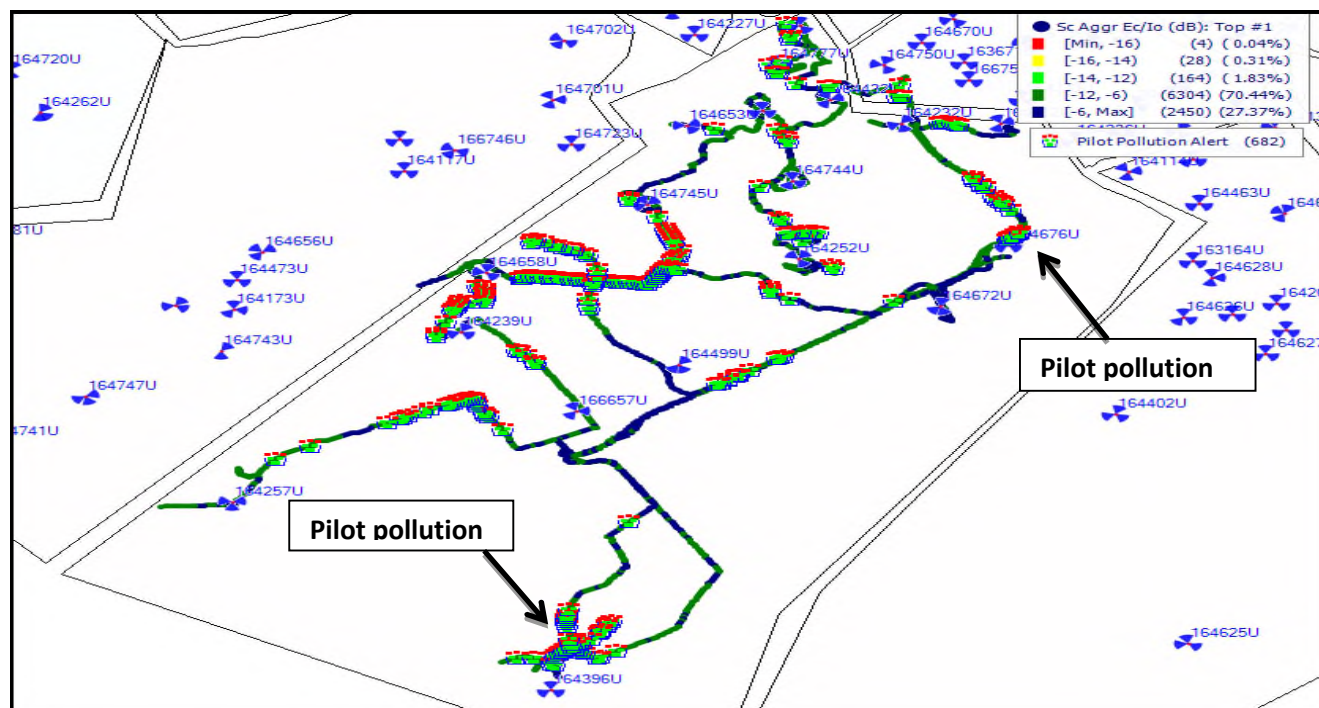 164702U
164227U
164670U
164720U
164750U
16367
16675
164262U
164701U
164653U
164232U
166746U
164723U
164117U
164744U
164745U
164463U
164656U
164252U
163164U
164658U
164628U
164473U
164672U
164173U
164239U
164743U
164499U
164747U
164402U
166657U
4741U
164257U
164625U
164396U
Sc Aggr Ec/Io (dB): Top #1
[Min, -16) (4) ( 0.04%)
[-16, -14) (28) ( 0.31%)
[-14, -12) (164) ( 1.83%)
[-12, -6) (6304) (70.44%)
[-6, Max] (2450) (27.37%)
Pilot Pollution Alert (682)
Pilot pollution
Pilot pollution